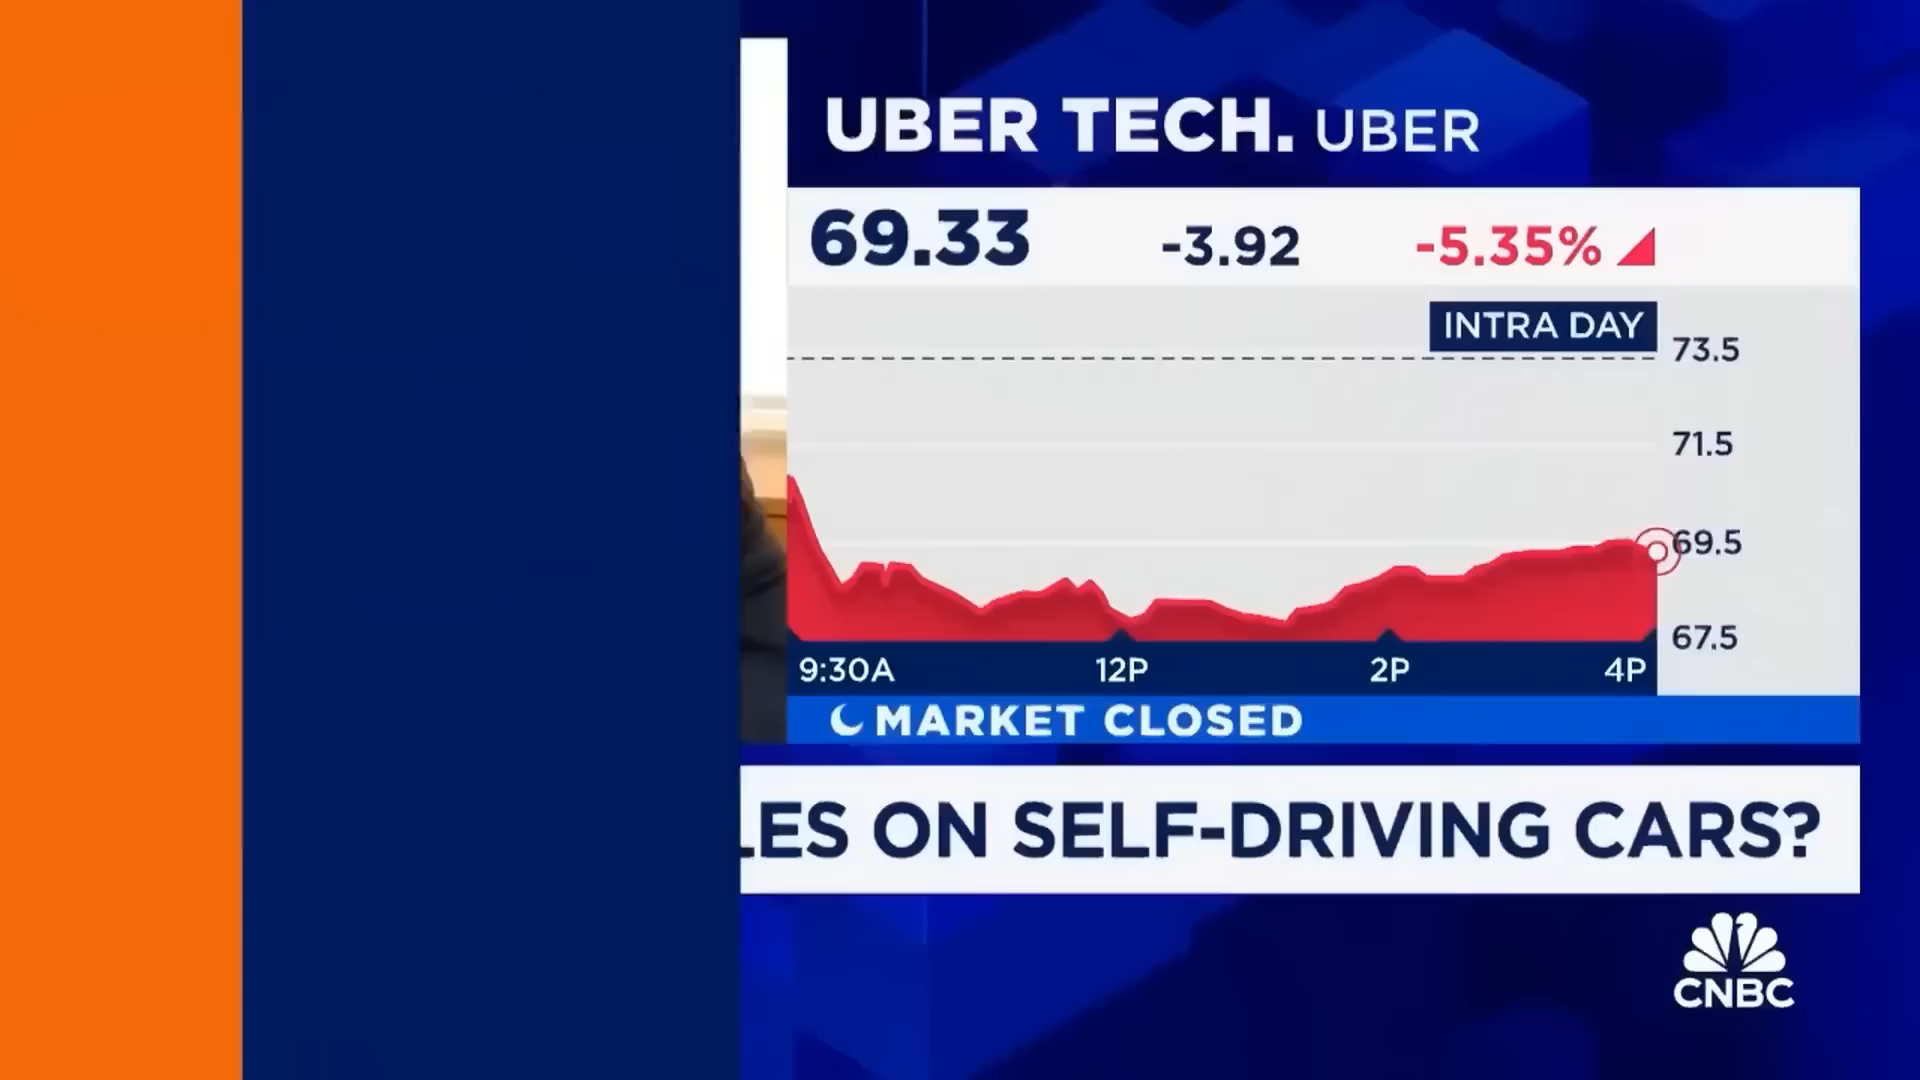 UBER TECH. UBER
69.33 -3.92 -5.35%
INTRA DAY
73.5
71.5
69.5
67.5
9:30A 12P 2P 4P
MARKET CLOSED
ON SELF-DRIVING CARS?
CNBC